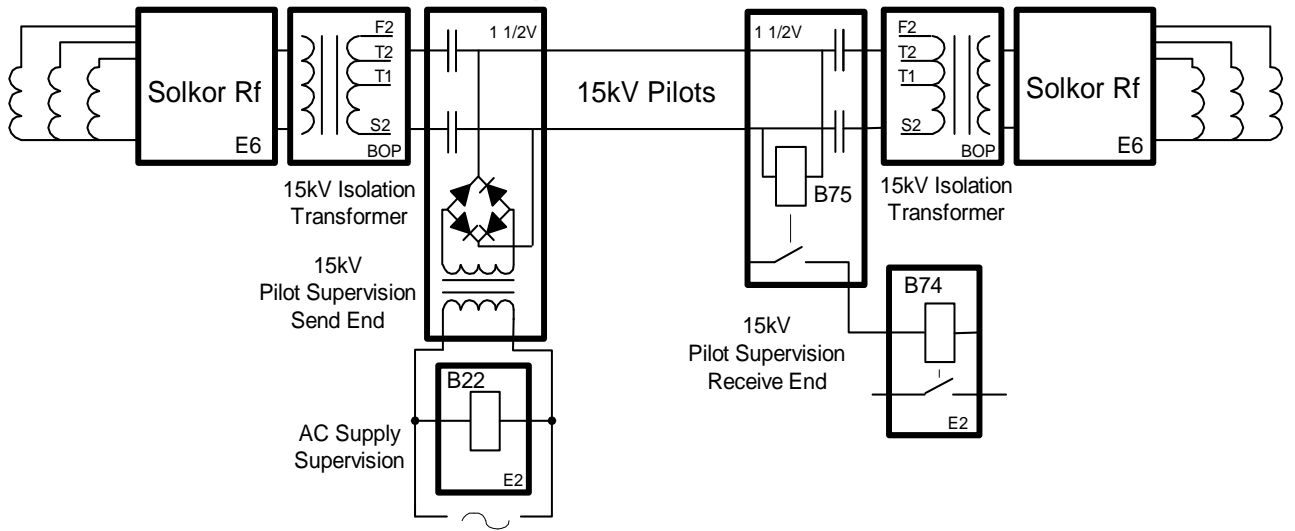 Solkor Rf
E6
F2
T2
T1
S2
BOP
15kV Isolation
Transformer
1 1/2V
15kV Pilots
1 1/2V
B75
F2
T2
T1
S2
BOP
15kV Isolation
Transformer
Solkor Rf
E6
15kV
Pilot Supervision
Send End
15kV
Pilot Supervision
Receive End
B74
E2
AC Supply
Supervision
B22
E2